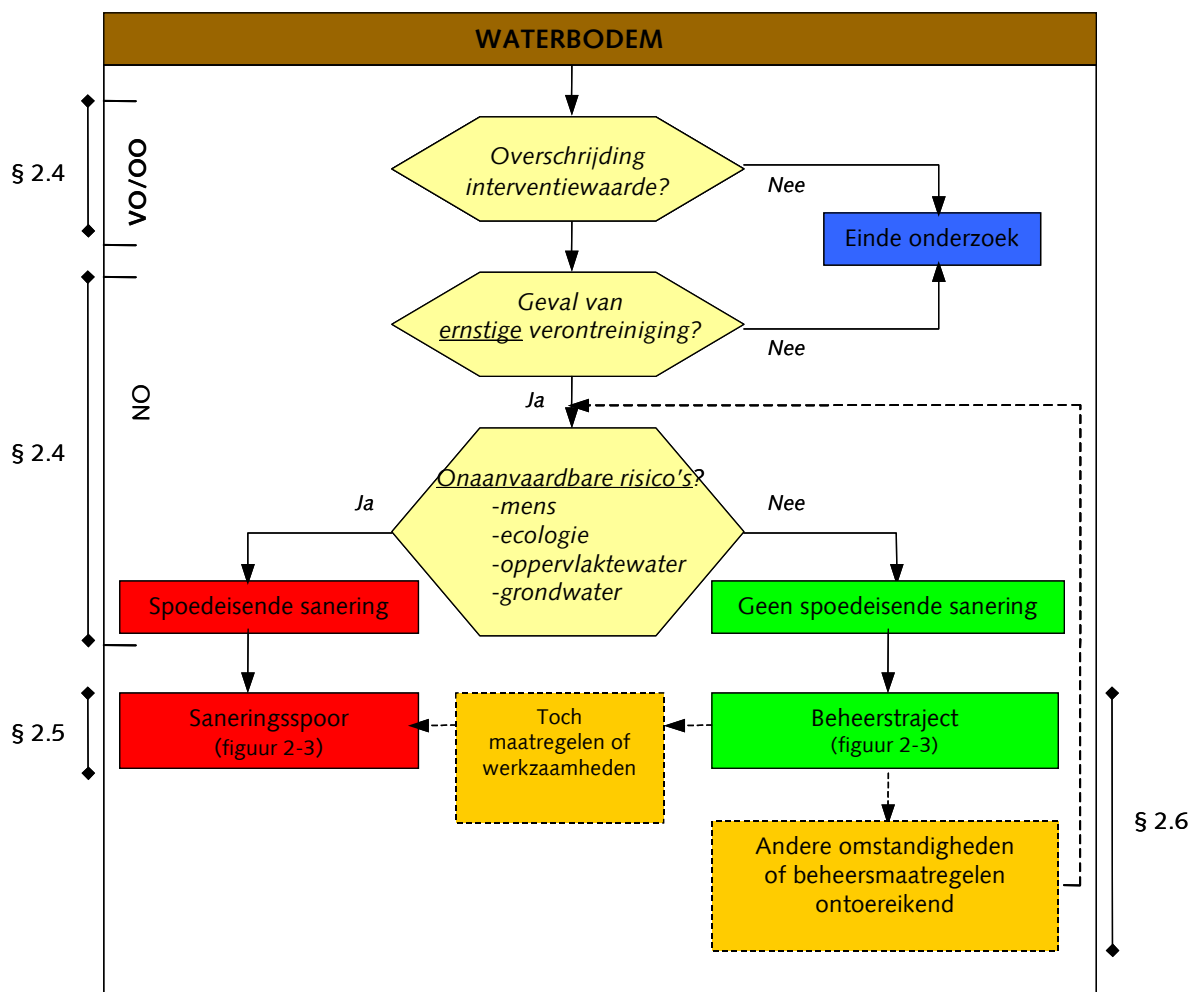 WATERBODEM
§ 2.4
VO/OO
Overschrijding
interventiewaarde?
Nee
Einde onderzoek
Geval van
ernstige verontreiniging?
Nee
Ja
§ 2.4
NO
Onaanvaardbare risico's?
-mens
-ecologie
-oppervlaktewater
-grondwater
Ja
Nee
Spoedeisende sanering
Geen spoedeisende sanering
§ 2.5
Saneringsspoor
(figuur 2-3)
Toch
maatregelen of
werkzaamheden
Beheerstraject
(figuur 2-3)
§ 2.6
Andere omstandigheden
of beheersmaatregelen
ontoereikend